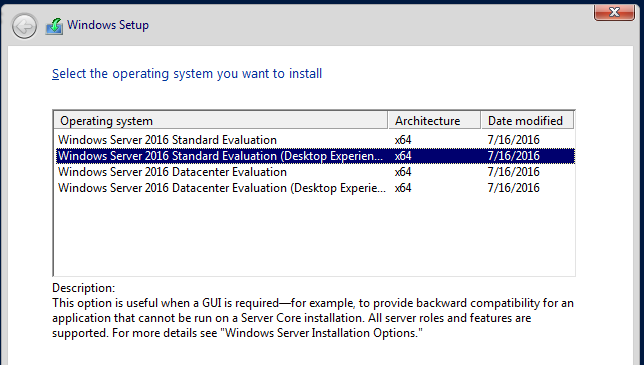 Windows Setup
Select the operating system you want to install
Operating system Architecture Date modified
Windows Server 2016 Standard Evaluation x64 7/16/2016
Windows Server 2016 Standard Evaluation (Desktop Experien... x64 7/16/2016
Windows Server 2016 Datacenter Evaluation x64 7/16/2016
Windows Server 2016 Datacenter Evaluation (Desktop Experie... x64 7/16/2016
Description:
This option is useful when a GUI is required—for example, to provide backward compatibility for an
application that cannot be run on a Server Core installation. All server roles and features are
supported. For more details see "Windows Server Installation Options."